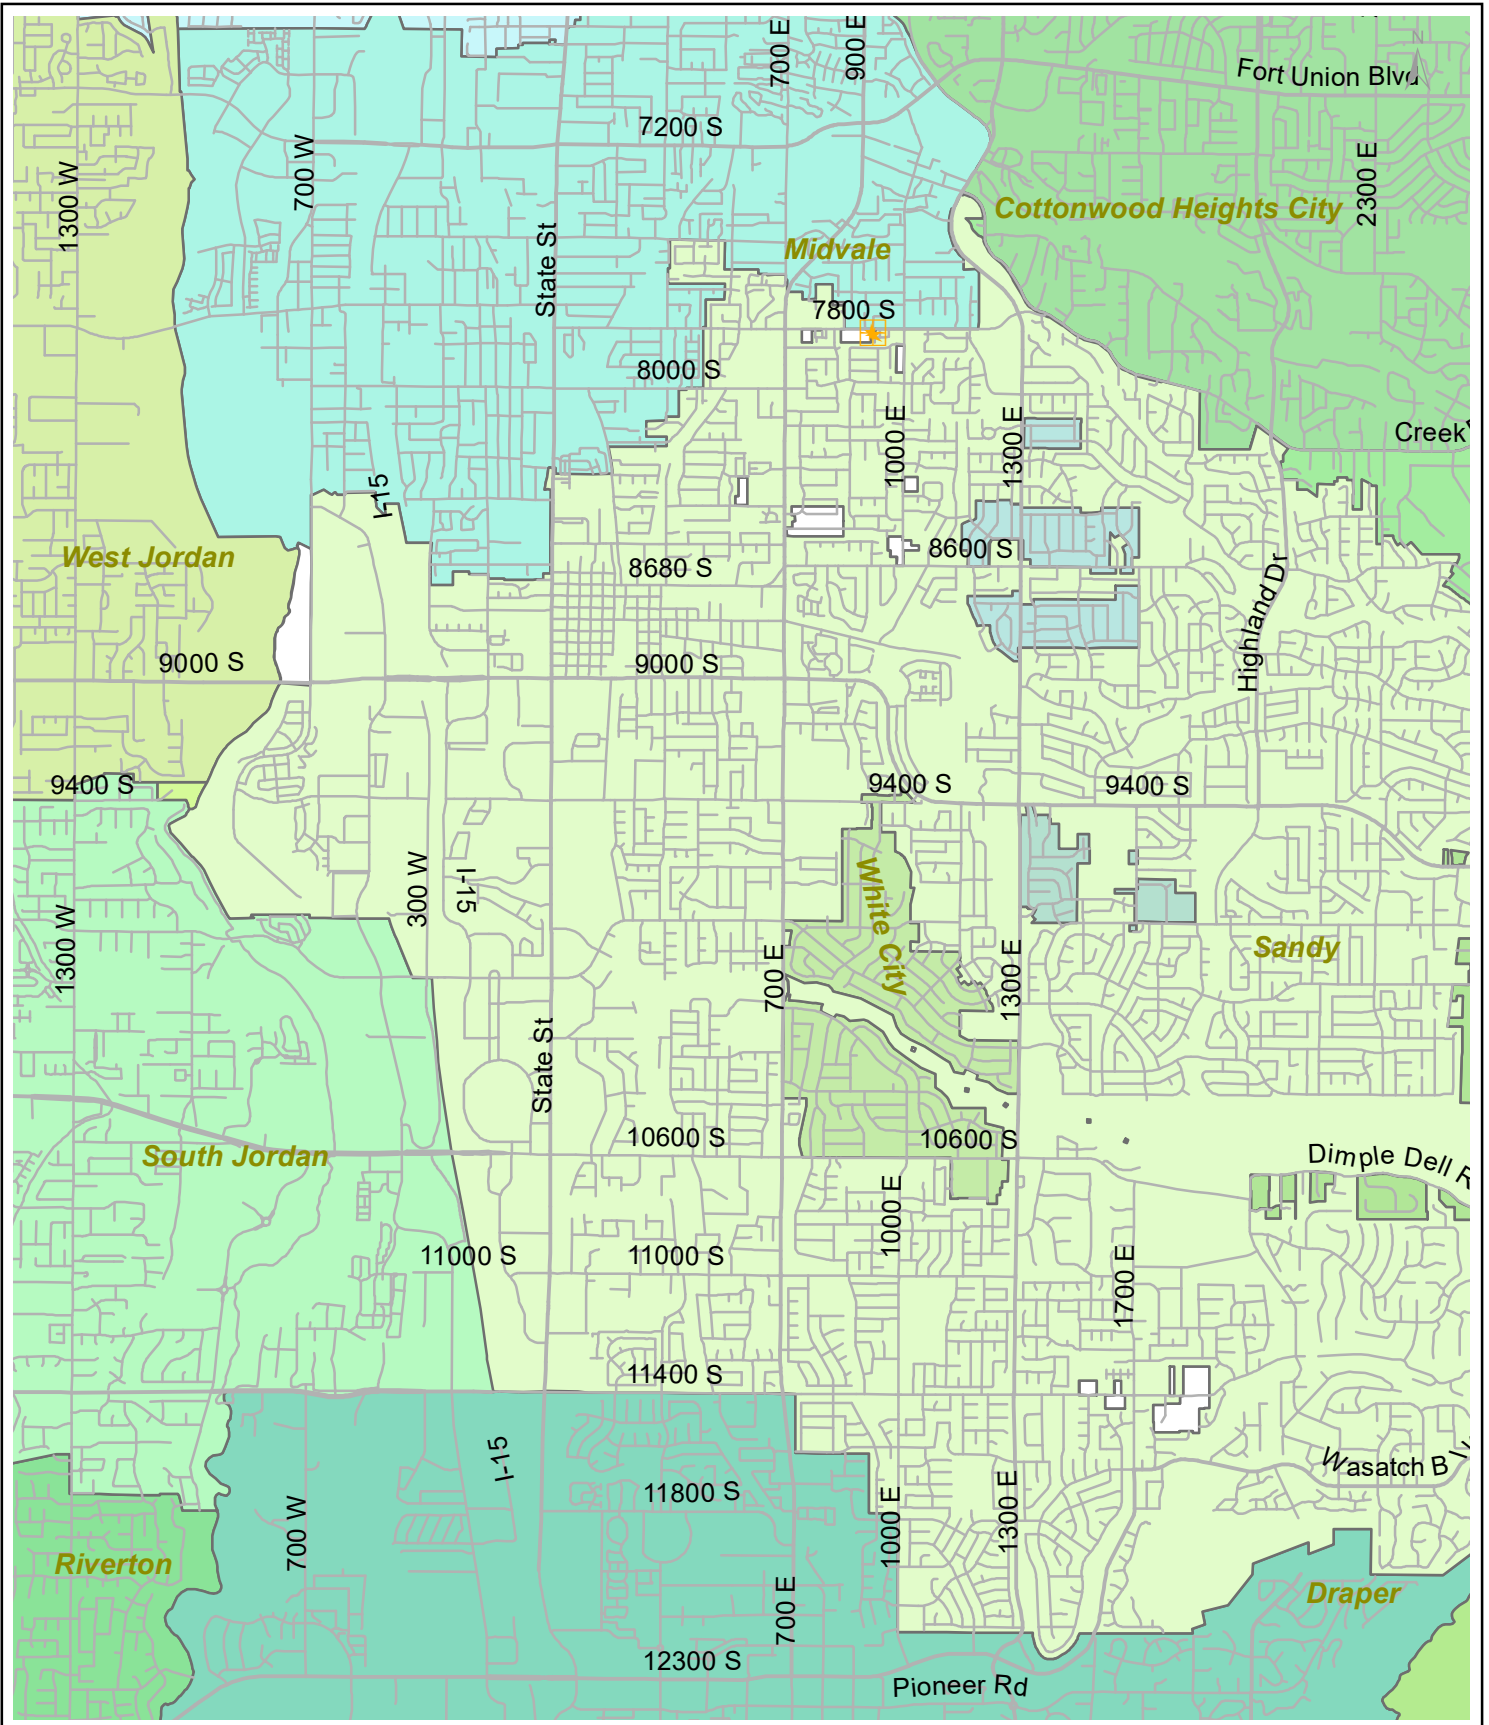 700 E
900 E
N
Fort Union Blvd
7200 S
700 W
1300 W
2300 E
Cottonwood Heights City
Midvale
State St
7800 S
8000 S
1000 E
1300 E
Creek
I-15
West Jordan
8600 S
8680 S
Highland Dr
9000 S
9000 S
9400 S
9400 S
9400 S
300 W
I-15
White City
1300 W
Sandy
700 E
1300 E
State St
10600 S
10600 S
South Jordan
Dimple Dell R
1000 E
11000 S
11000 S
1700 E
11400 S
I-15
Wasatch B
11800 S
1000 E
1300 E
700 W
Riverton
Draper
700 E
12300 S
Pioneer Rd